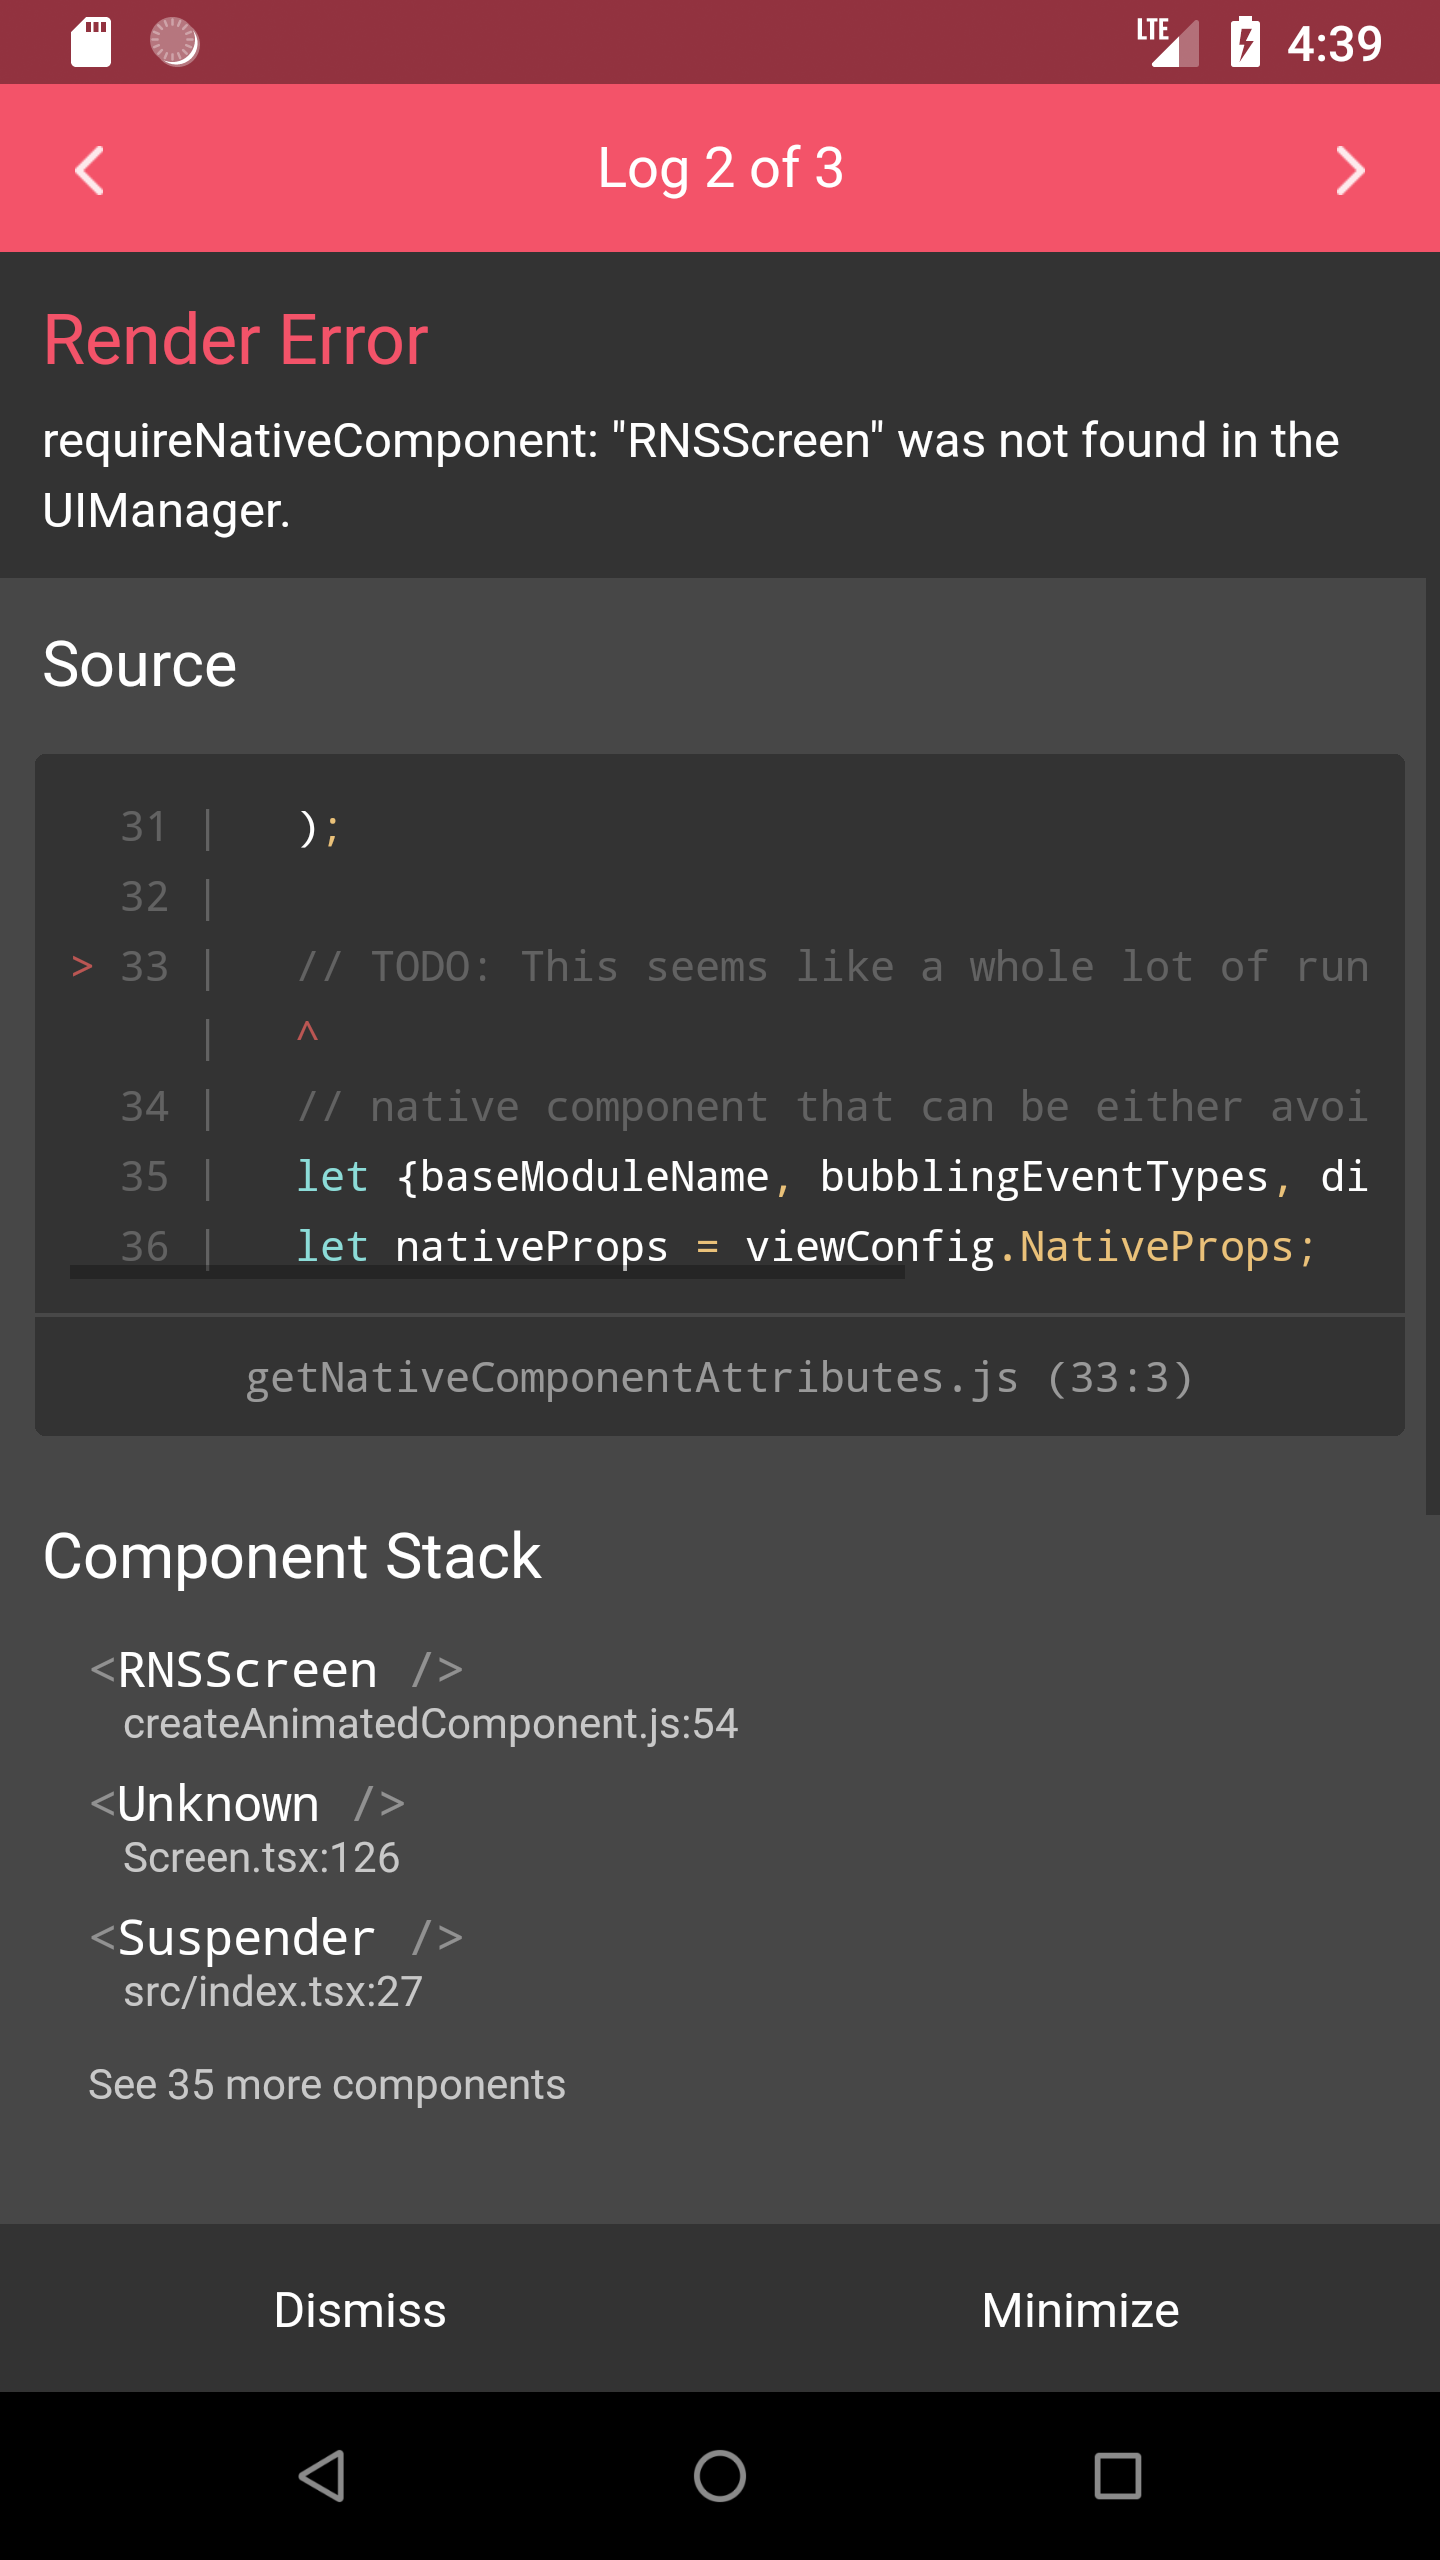 LTE 4:39
Log 2 of 3
Render Error
requireNativeComponent: "RNSScreen" was not found in the
UIManager.
Source
31 |   );
32 |
> 33 |   // TODO: This seems like a whole lot of run
|   ^
34 |   // native component that can be either avoi
35 |   let {baseModuleName, bubblingEventTypes, di
36 |   let nativeProps = viewConfig.NativeProps;
getNativeComponentAttributes.js (33:3)
Component Stack
<RNSScreen />
createAnimatedComponent.js:54
<Unknown />
Screen.tsx:126
<Suspender />
src/index.tsx:27
See 35 more components
Dismiss Minimize